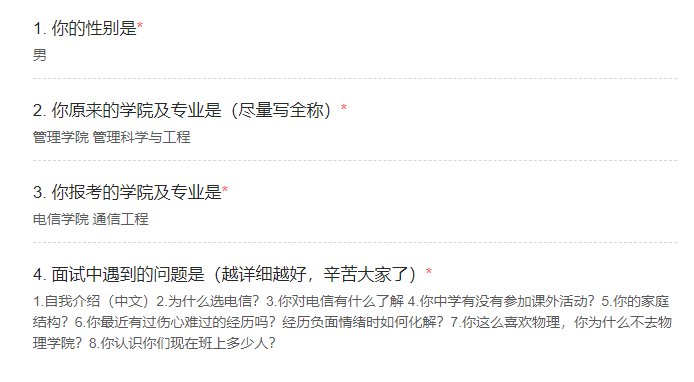 1. 你的性别是*
男
2. 你原来的学院及专业是（尽量写全称）*
管理学院 管理科学与工程
3. 你报考的学院及专业是*
电信学院 通信工程
4. 面试中遇到的问题是（越详细越好，辛苦大家了）*
1.自我介绍（中文）2.为什么选电信？3.你对电信有什么了解 4.你中学有没有参加课外活动？5.你的家庭
结构？6.你最近有过伤心难过的经历吗？经历负面情绪时如何化解？7.你这么喜欢物理，你为什么不去物
理学院？8.你认识你们现在班上多少人？